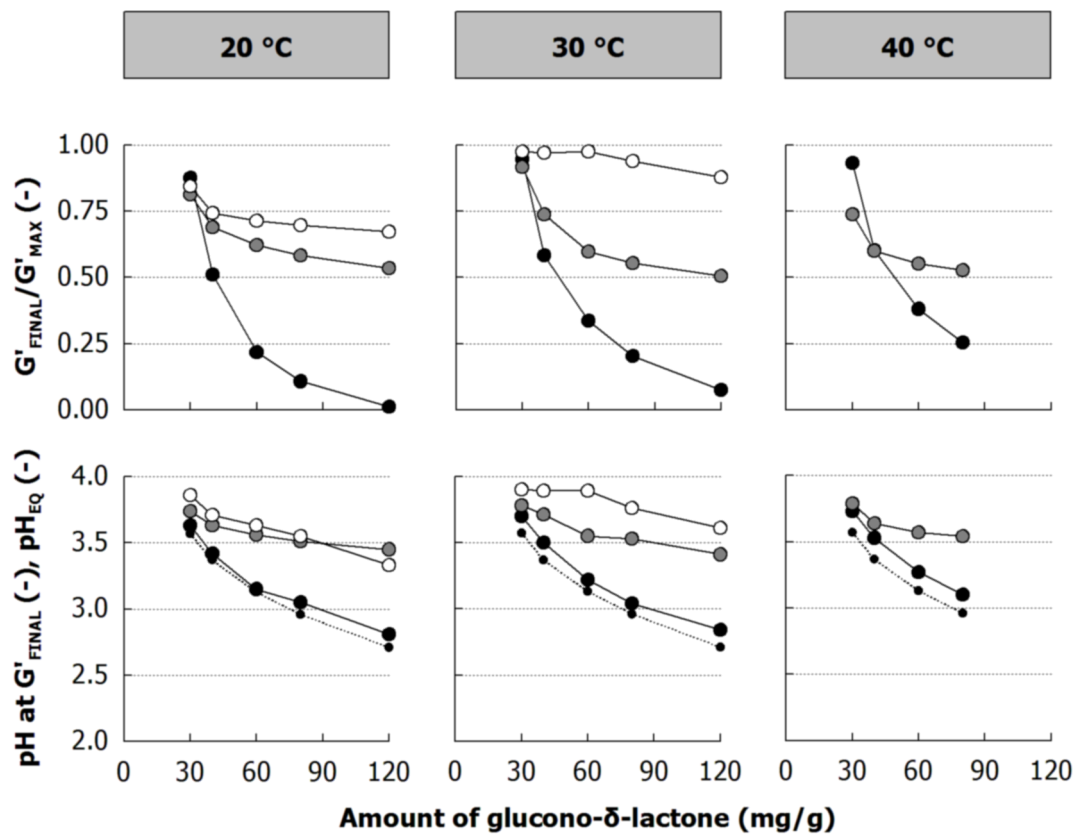 20 °C 30 °C 40 °C
G'FINAL/G'MAX (-)
1.00
0.75
0.50
0.25
0.00
pH at G'FINAL (-), pHEQ (-)
4.0
3.5
3.0
2.5
2.0
0 30 60 90 120 0 30 60 90 120 0 30 60 90 120
Amount of glucono-δ-lactone (mg/g)